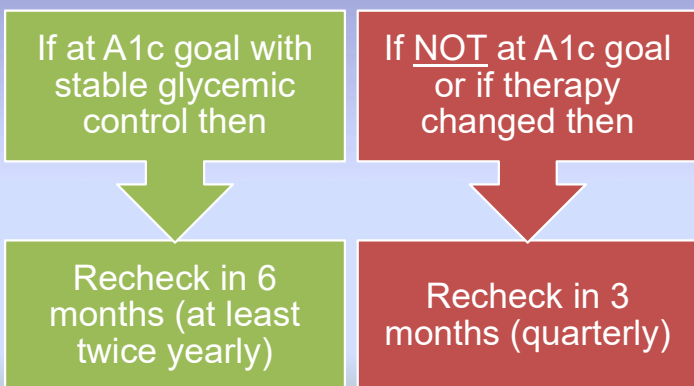 If at A1c goal with
stable glycemic
control then
If NOT at A1c goal
or if therapy
changed then
Recheck in 6
months (at least
twice yearly)
Recheck in 3
months (quarterly)